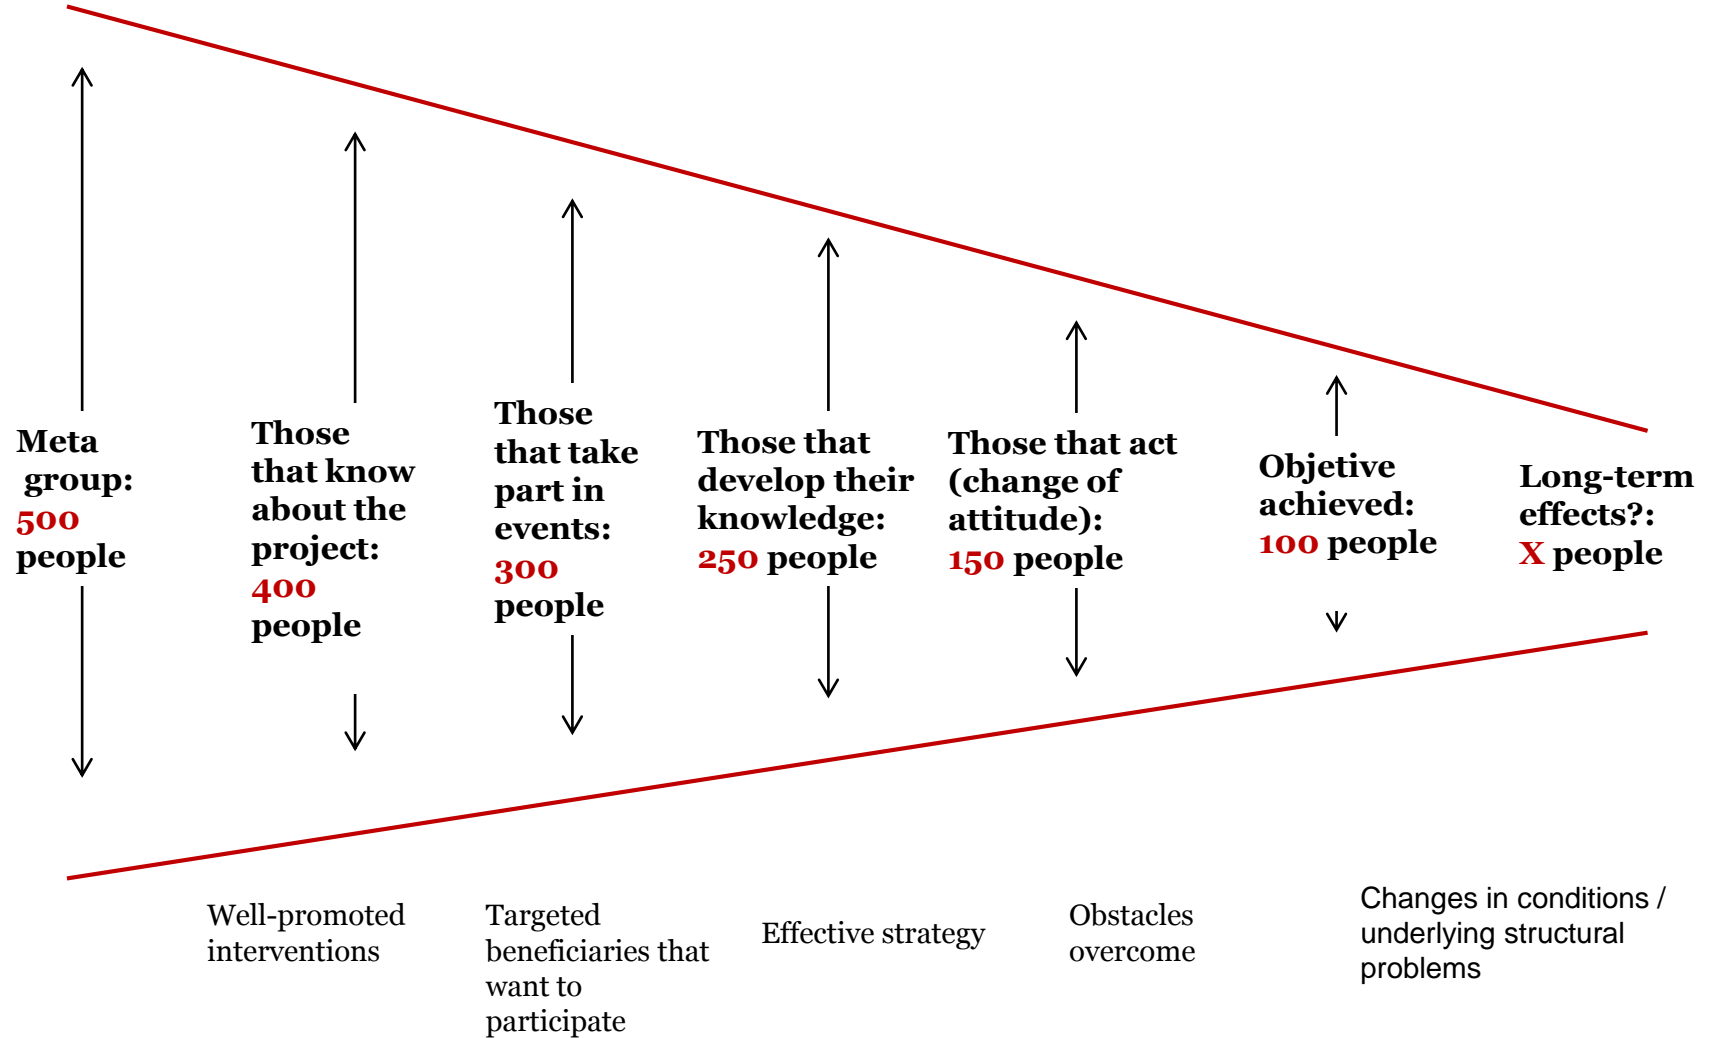 Meta
group:
500
people
Those
that know
about the
project:
400
people
Those
that take
part in
events:
300
people
Those that
develop their
knowledge:
250 people
Those that act
(change of
attitude):
150 people
Objetive
achieved:
100 people
Long-term
effects?:
X people
Well-promoted
interventions
Targeted
beneficiaries that
want to
participate
Effective strategy
Obstacles
overcome
Changes in conditions /
underlying structural
problems